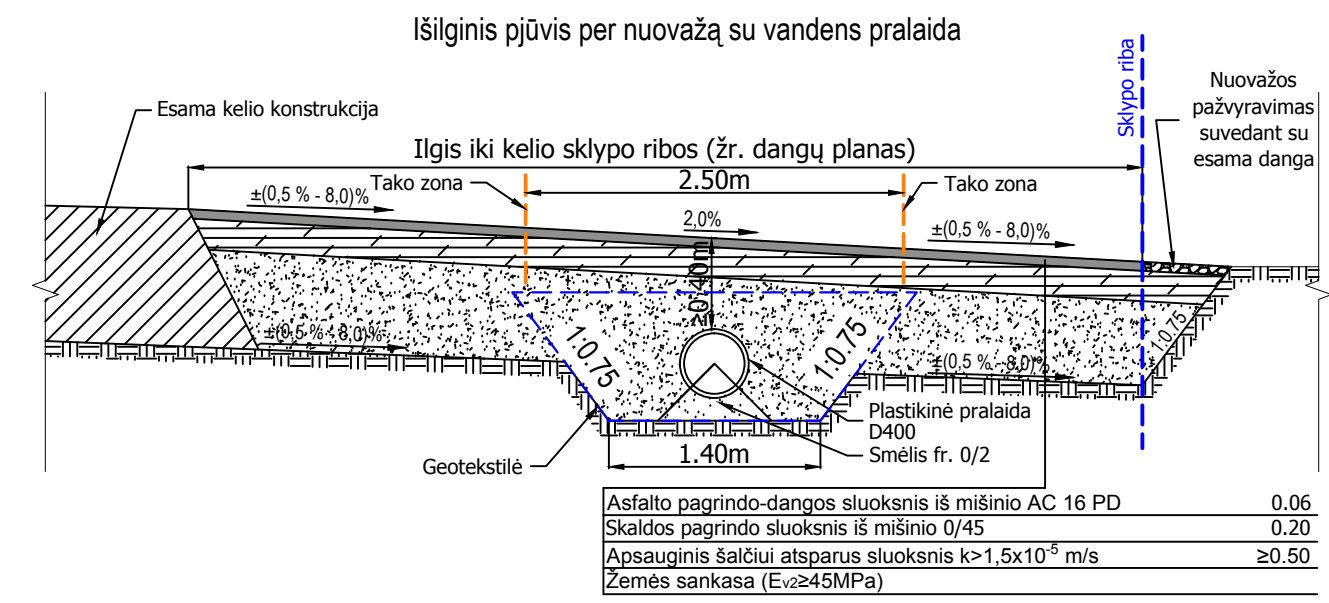 Išilginis pjūvis per nuovažą su vandens pralaida
Sklypo riba
Nuovažos
pažvyravimas
suvedant su
esama danga
Esama kelio konstrukcija
Ilgis iki kelio sklypo ribos (žr. dangų planas)
Tako zona
2.50m
Tako zona
±(0,5 % - 8,0)%
2,0%
±(0,5 % - 8,0)%
≥0.40m
±(0,5 % - 8,0)%
1:0.75
1:0.75
±(0,5 % - 8,0)%
1:0.75
Plastikinė pralaida
D400
Smėlis fr. 0/2
Geotekstilė
1.40m
Asfalto pagrindo-dangos sluoksnis iš mišinio AC 16 PD 0.06
Skaldos pagrindo sluoksnis iš mišinio 0/45 0.20
Apsauginis šalčiui atsparus sluoksnis k>1,5x10⁻⁵ m/s ≥0.50
Žemės sankasa (Ev2≥45MPa)